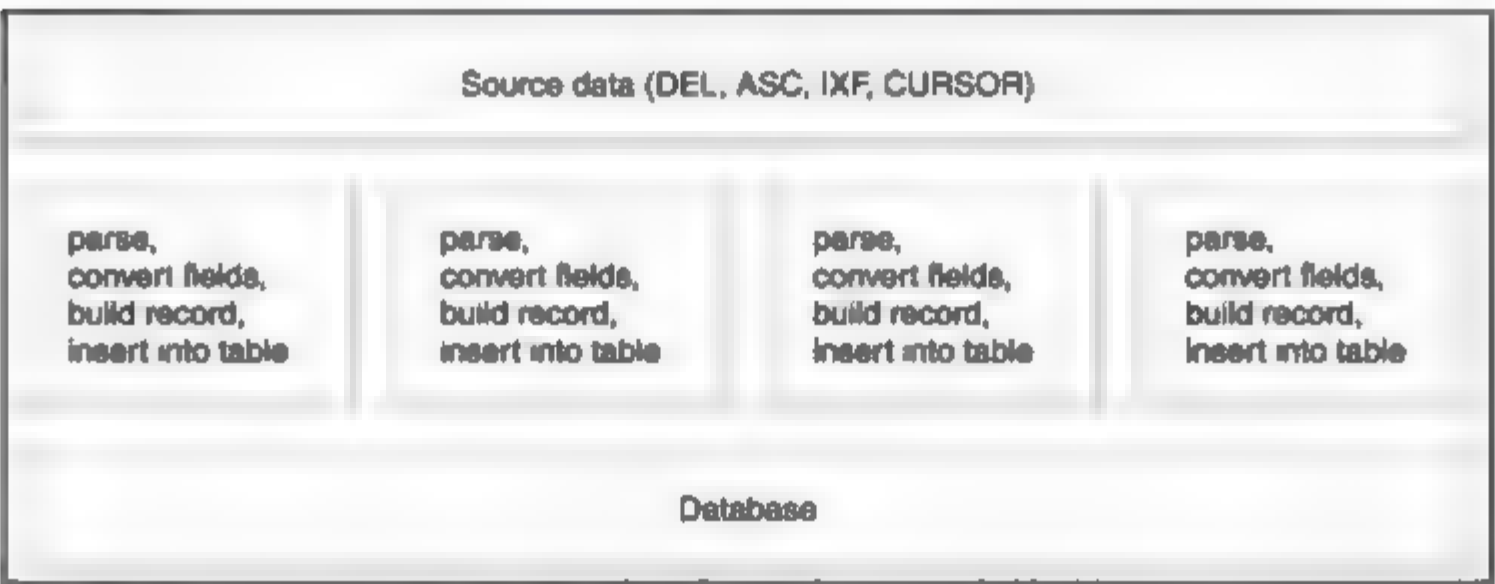 Source data (DEL, ASC, IXF, CURSOR)
parse,
convert fields,
build record,
insert into table
parse,
convert fields,
build record,
insert into table
parse,
convert fields,
build record,
insert into table
parse,
convert fields,
build record,
insert into table
Database